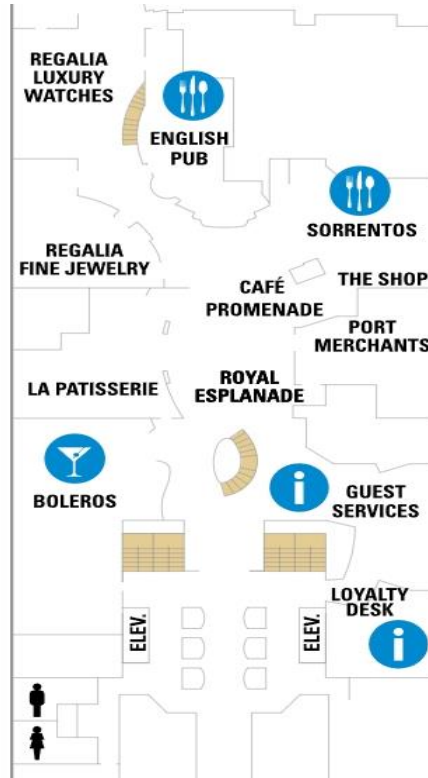 REGALIA
LUXURY
WATCHES
ENGLISH
PUB
SORRENTOS
REGALIA
FINE JEWELRY
CAFÉ
PROMENADE
THE SHOP
PORT
MERCHANTS
LA PATISSERIE
ROYAL
ESPLANADE
BOLEROS
i
GUEST
SERVICES
LOYALTY
DESK
i
ELEV.
ELEV.